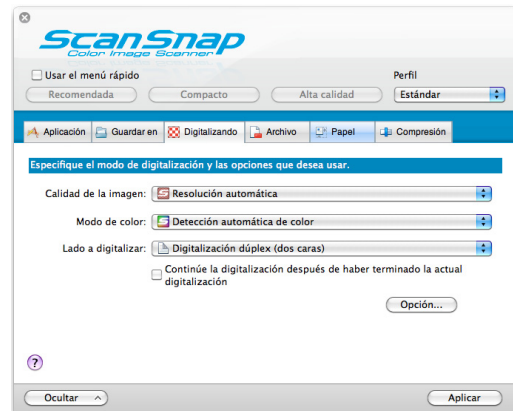 ScanSnap
Color Image Scanner
Usar el menú rápido
Perfil
Recomendada
Compacto
Alta calidad
Estándar
Aplicación
Guardar en
Digitalizando
Archivo
Papel
Compresión
Especifique el modo de digitalización y las opciones que desea usar.
Calidad de la imagen: Resolución automática
Modo de color: Detección automática de color
Lado a digitalizar: Digitalización dúplex (dos caras)
Continúe la digitalización después de haber terminado la actual
digitalización
Opción...
?
Ocultar
Aplicar